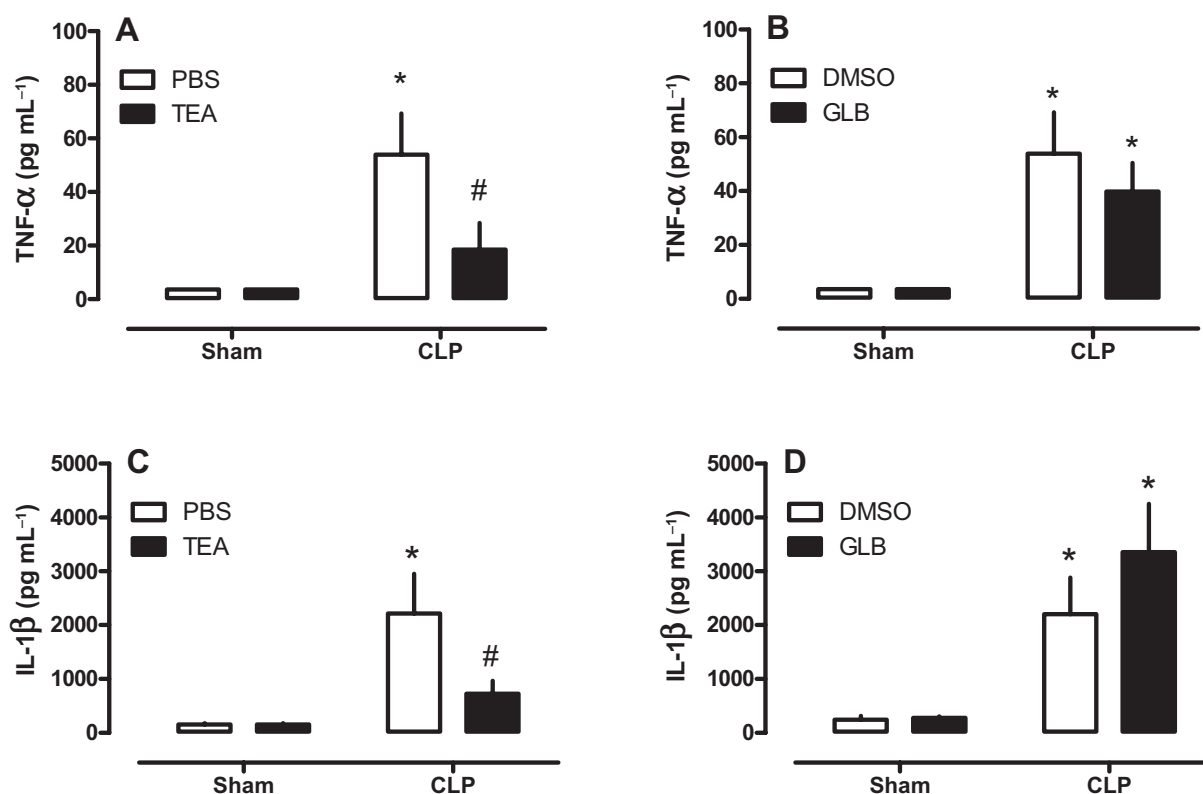 A
100
80
60
40
20
0
TNF-α (pg mL⁻¹)
PBS
TEA
*
#
Sham
CLP
B
100
80
60
40
20
0
TNF-α (pg mL⁻¹)
DMSO
GLB
*
*
Sham
CLP
C
5000
4000
3000
2000
1000
0
IL-1β (pg mL⁻¹)
PBS
TEA
*
#
Sham
CLP
D
5000
4000
3000
2000
1000
0
IL-1β (pg mL⁻¹)
DMSO
GLB
*
*
Sham
CLP